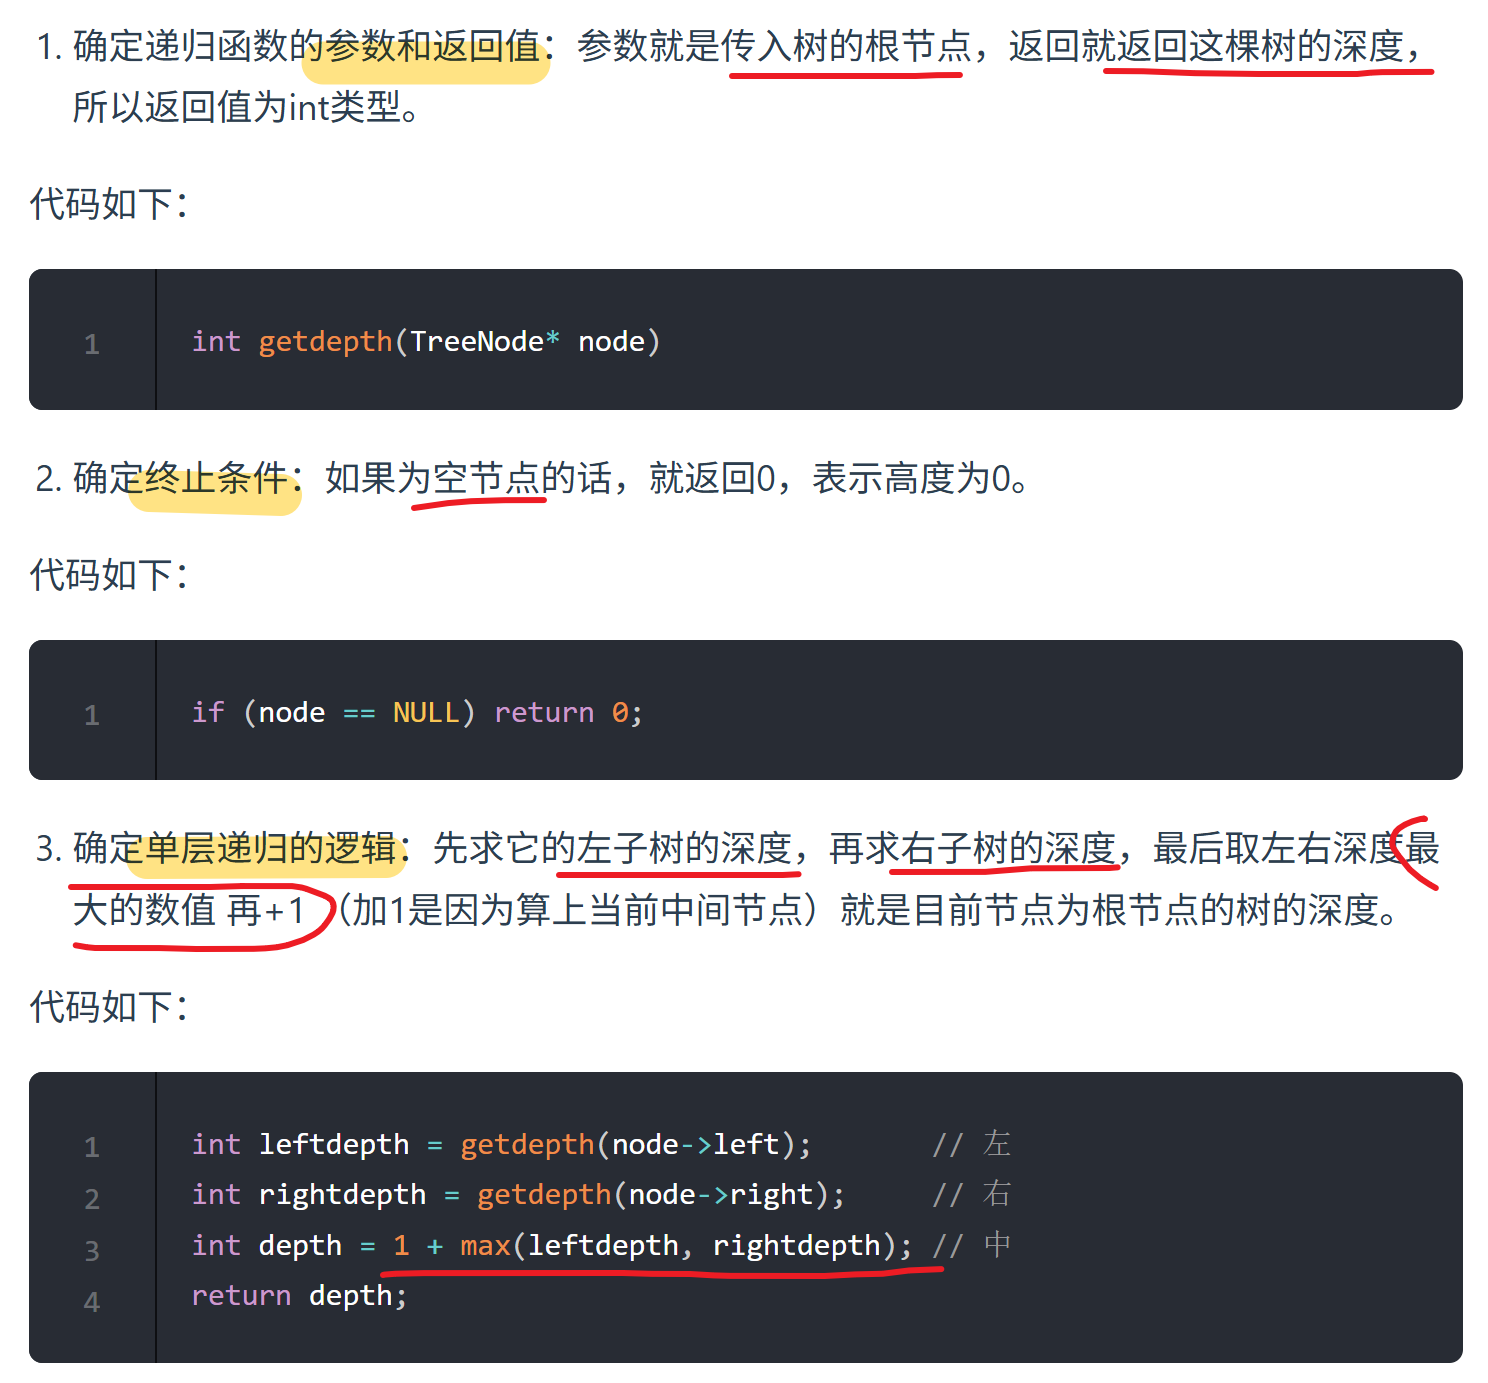 1. 确定递归函数的参数和返回值：参数就是传入树的根节点，返回就返回这棵树的深度，
所以返回值为int类型。
代码如下：
1 int getdepth(TreeNode* node)
2. 确定终止条件：如果为空节点的话，就返回0，表示高度为0。
代码如下：
1 if (node == NULL) return 0;
3. 确定单层递归的逻辑：先求它的左子树的深度，再求右子树的深度，最后取左右深度最
大的数值 再+1 （加1是因为算上当前中间节点）就是目前节点为根节点的树的深度。
代码如下：
1 int leftdepth = getdepth(node->left);       // 左
2 int rightdepth = getdepth(node->right);     // 右
3 int depth = 1 + max(leftdepth, rightdepth); // 中
4 return depth;